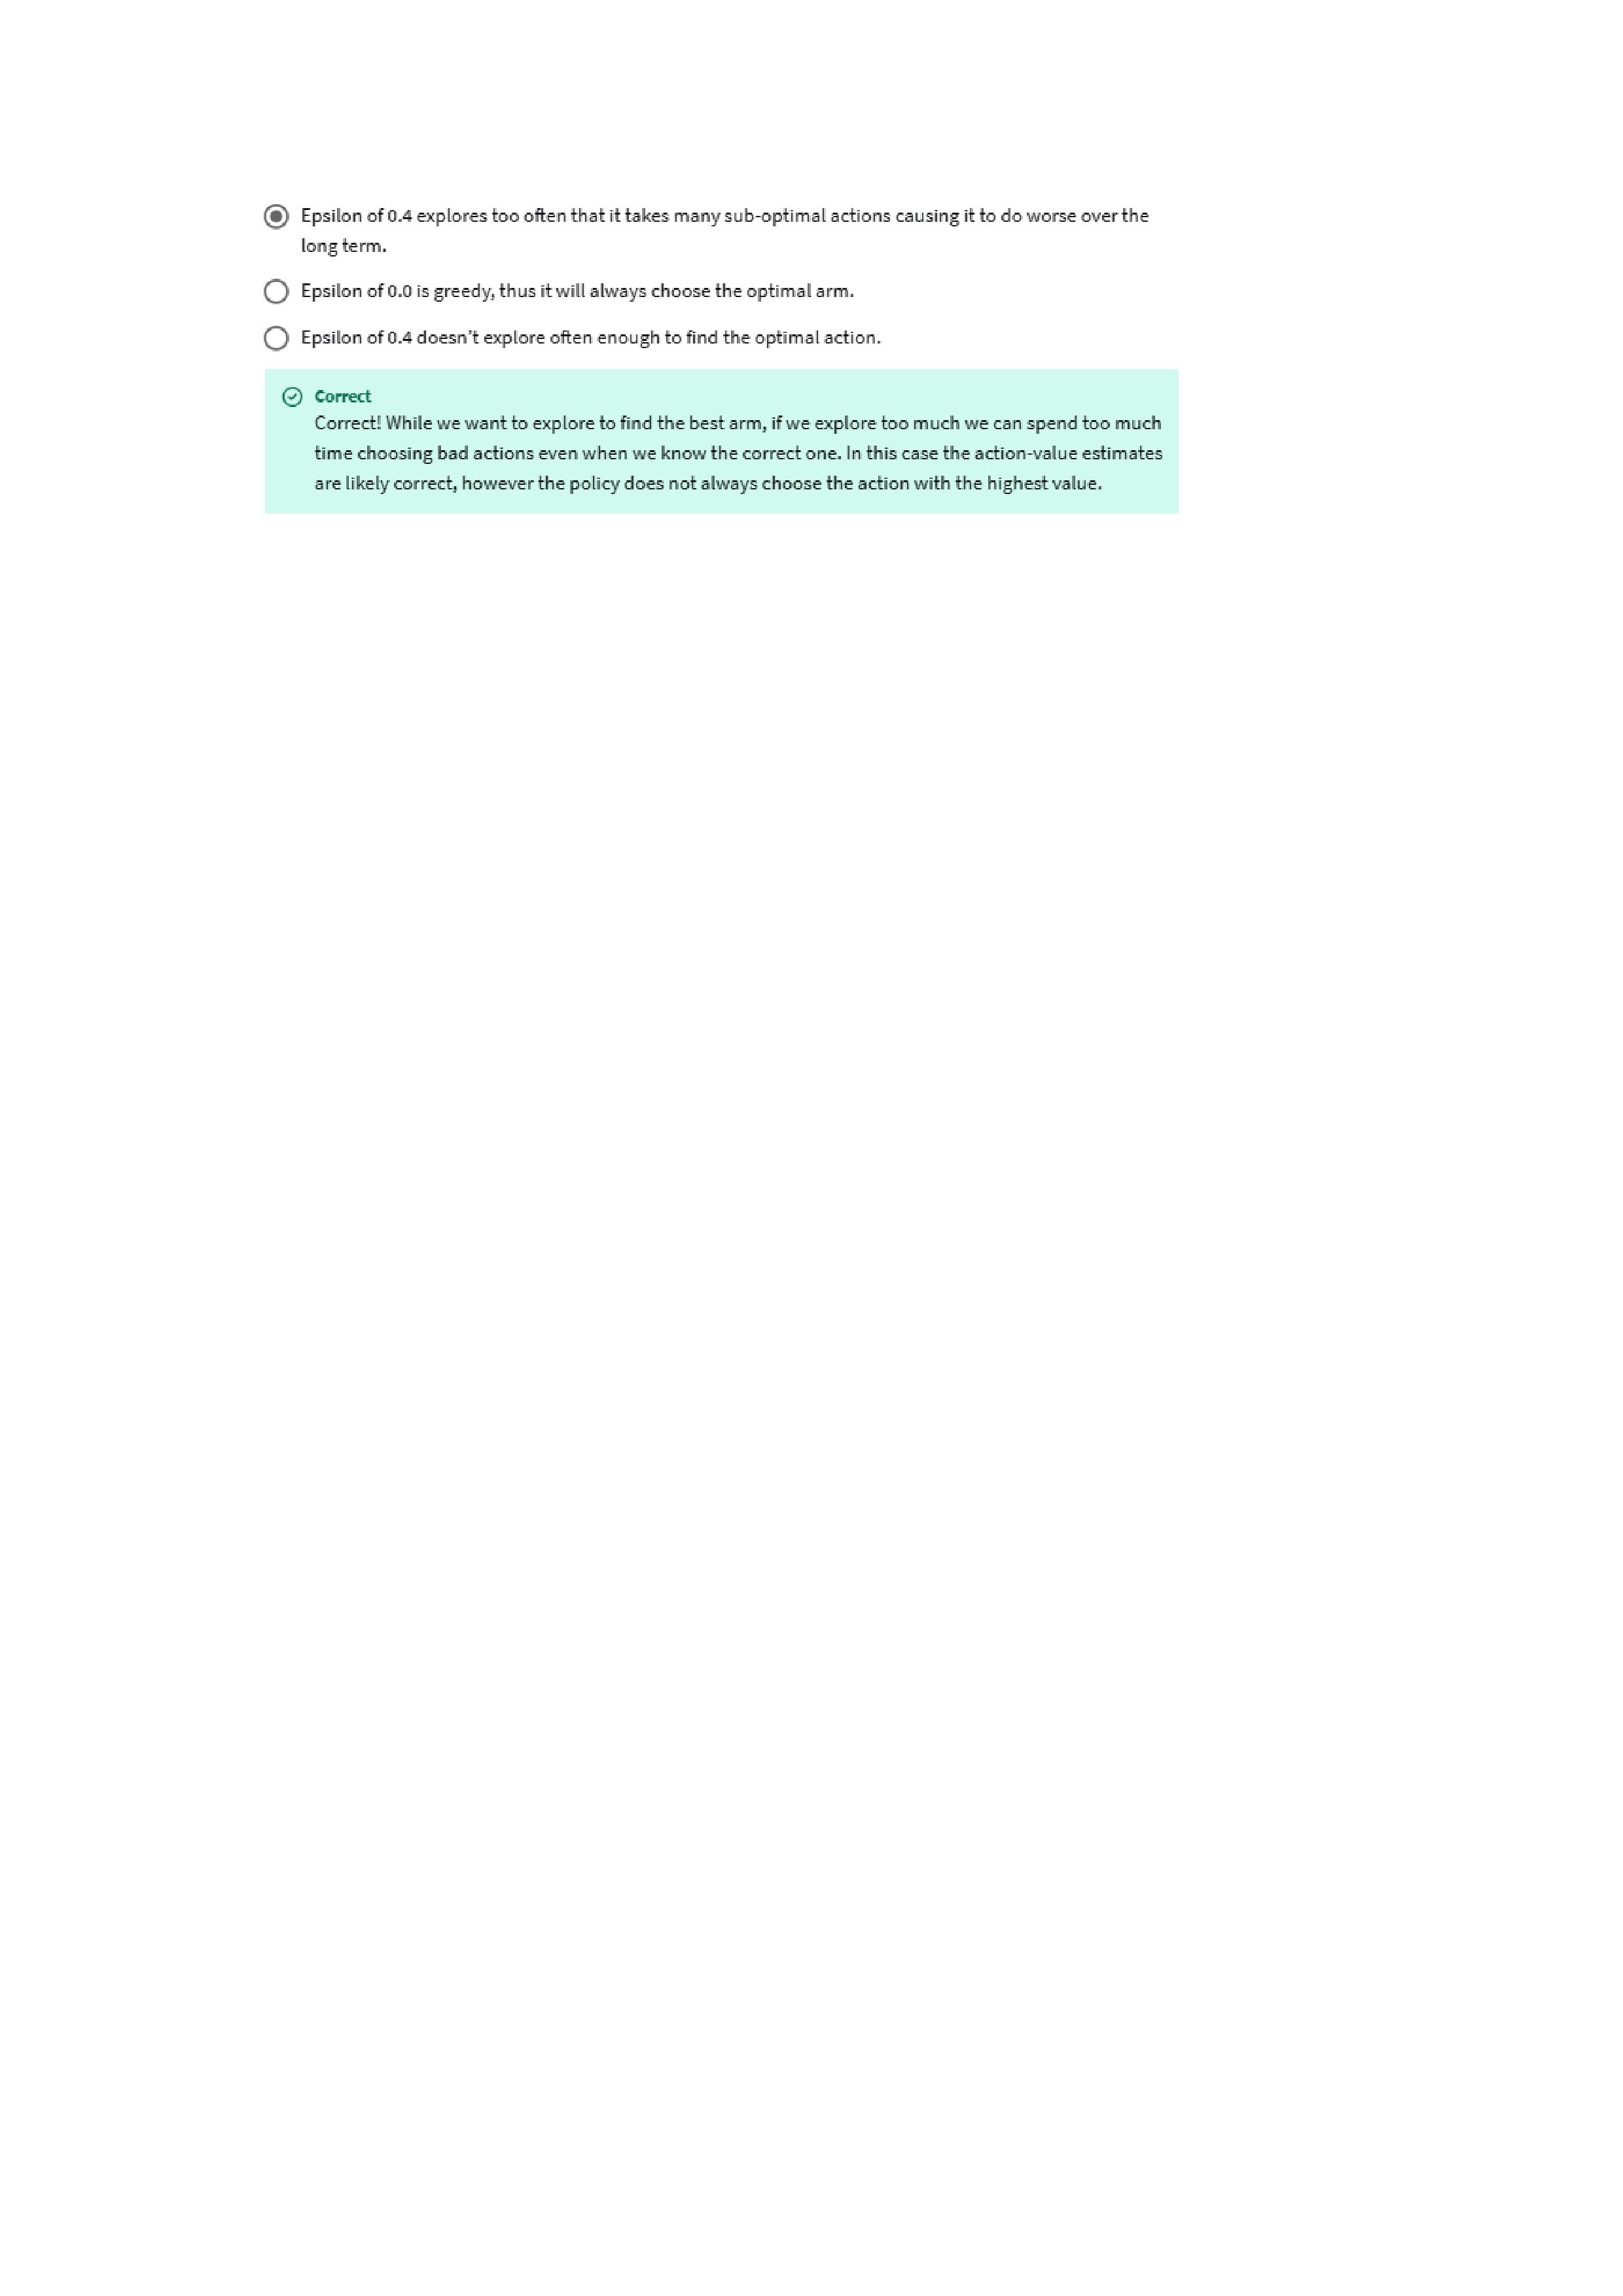 Epsilon of 0.4 explores too often that it takes many sub-optimal actions causing it to do worse over the
long term.
Epsilon of 0.0 is greedy, thus it will always choose the optimal arm.
Epsilon of 0.4 doesn’t explore often enough to find the optimal action.
Correct
Correct! While we want to explore to find the best arm, if we explore too much we can spend too much
time choosing bad actions even when we know the correct one. In this case the action-value estimates
are likely correct, however the policy does not always choose the action with the highest value.